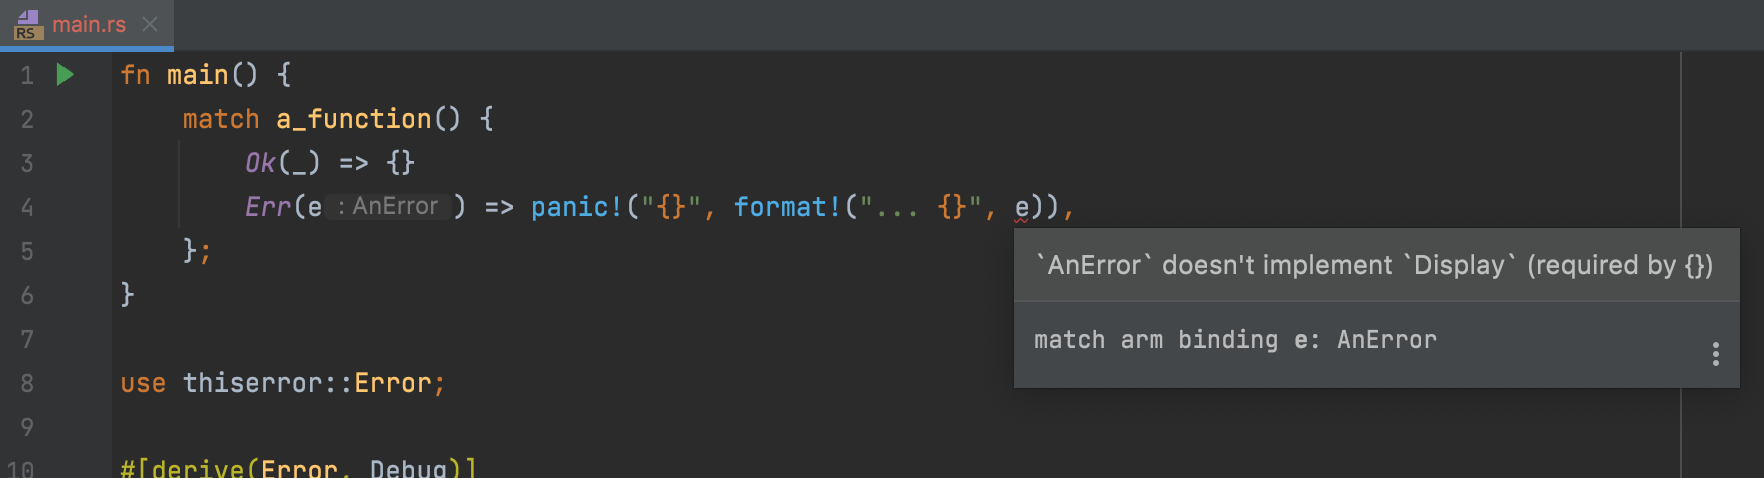 RS main.rs
1 fn main() {
2 match a_function() {
3 Ok(_) => {}
4 Err(e : AnError ) => panic!("{}", format!("... {}", e)),
5 };
6 }
7
8 use thiserror::Error;
9
10 #[derive(Error, Debug)]
`AnError` doesn't implement `Display` (required by {})
match arm binding e: AnError